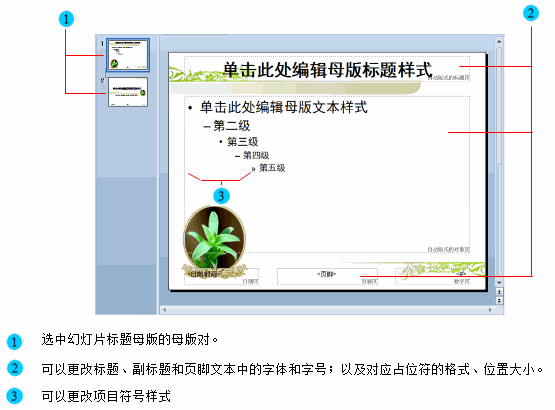 1
2
1
单击此处编辑母版标题样式
自动版式的标题区
2
• 单击此处编辑母版文本样式
– 第二级
• 第三级
– 第四级
» 第五级
3
自动版式的对象区
<日期/时间>
<页脚>
<#>
日期区
页脚区
数字区
1 选中幻灯片标题母版的母版对。
2 可以更改标题、副标题和页脚文本中的字体和字号；以及对应占位符的格式、位置大小。
3 可以更改项目符号样式